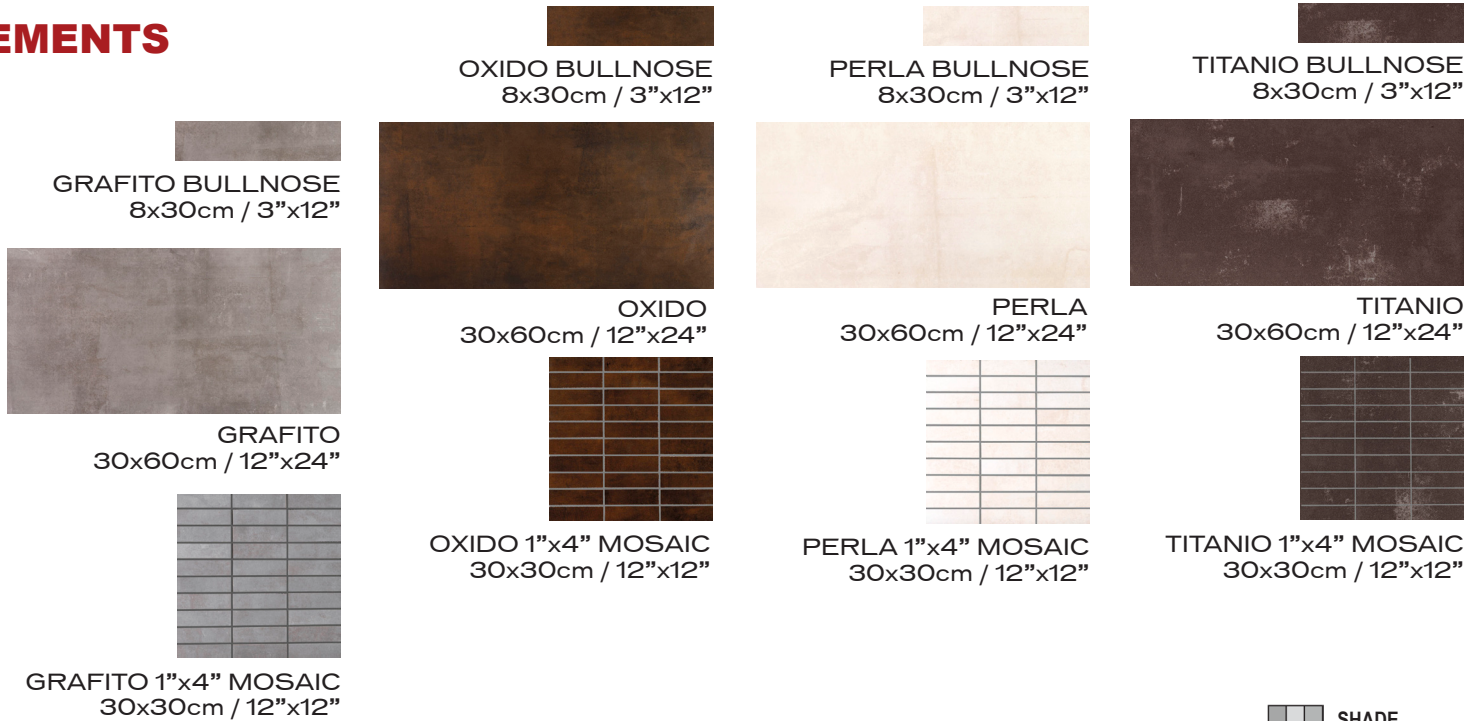 EMENTS
GRAFITO BULLNOSE
8x30cm / 3”x12”
GRAFITO
30x60cm / 12”x24”
GRAFITO 1”x4” MOSAIC
30x30cm / 12”x12”
OXIDO BULLNOSE
8x30cm / 3”x12”
OXIDO
30x60cm / 12”x24”
OXIDO 1”x4” MOSAIC
30x30cm / 12”x12”
PERLA BULLNOSE
8x30cm / 3”x12”
PERLA
30x60cm / 12”x24”
PERLA 1”x4” MOSAIC
30x30cm / 12”x12”
TITANIO BULLNOSE
8x30cm / 3”x12”
TITANIO
30x60cm / 12”x24”
TITANIO 1”x4” MOSAIC
30x30cm / 12”x12”
SHADE